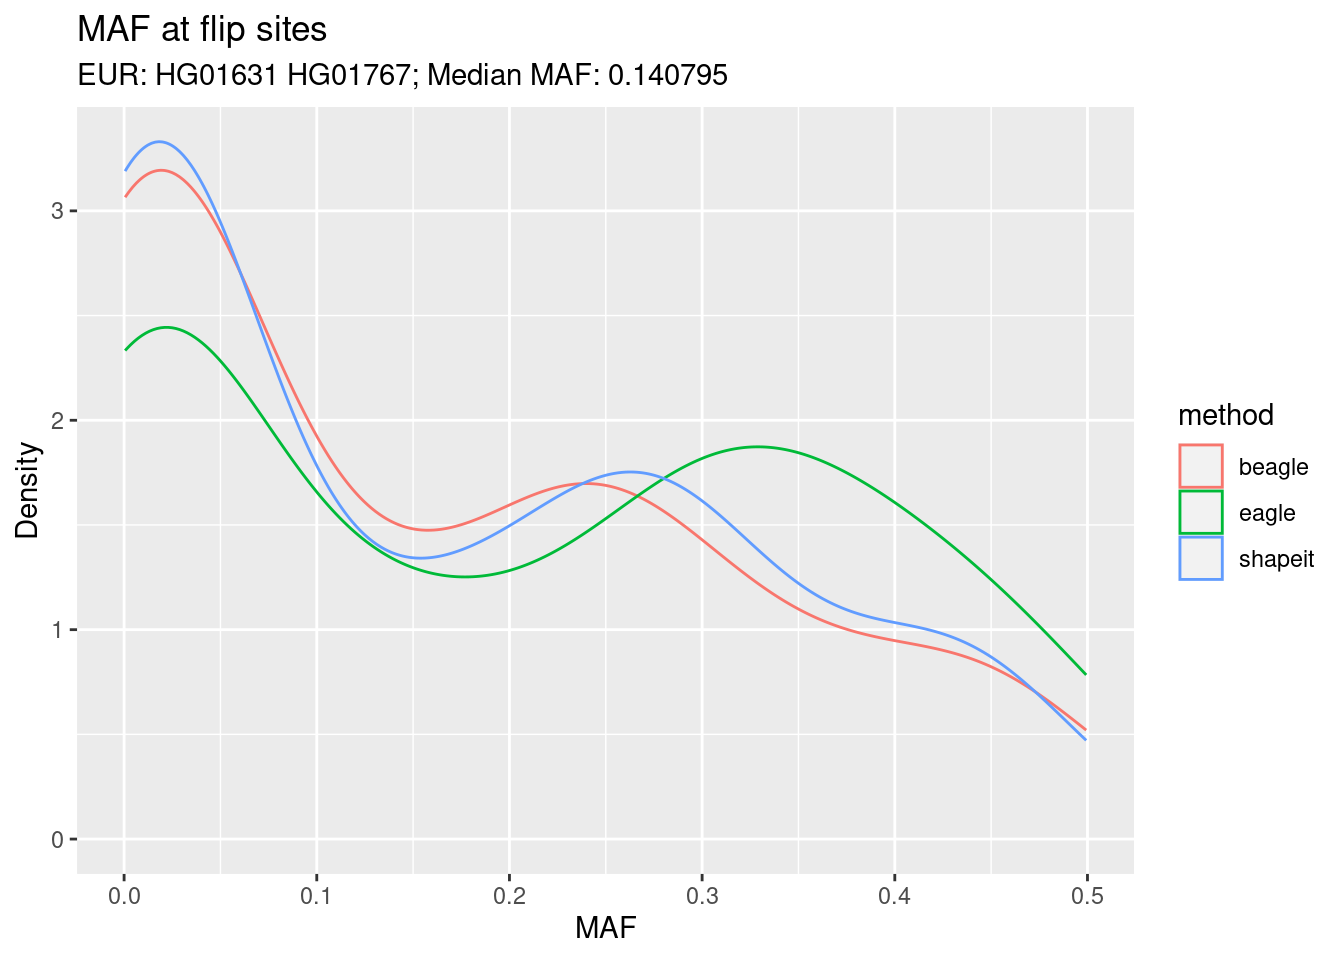 MAF at flip sites
EUR: HG01631 HG01767; Median MAF: 0.140795
Density
3
2
1
0
0.0 0.1 0.2 0.3 0.4 0.5
MAF
method
beagle
eagle
shapeit